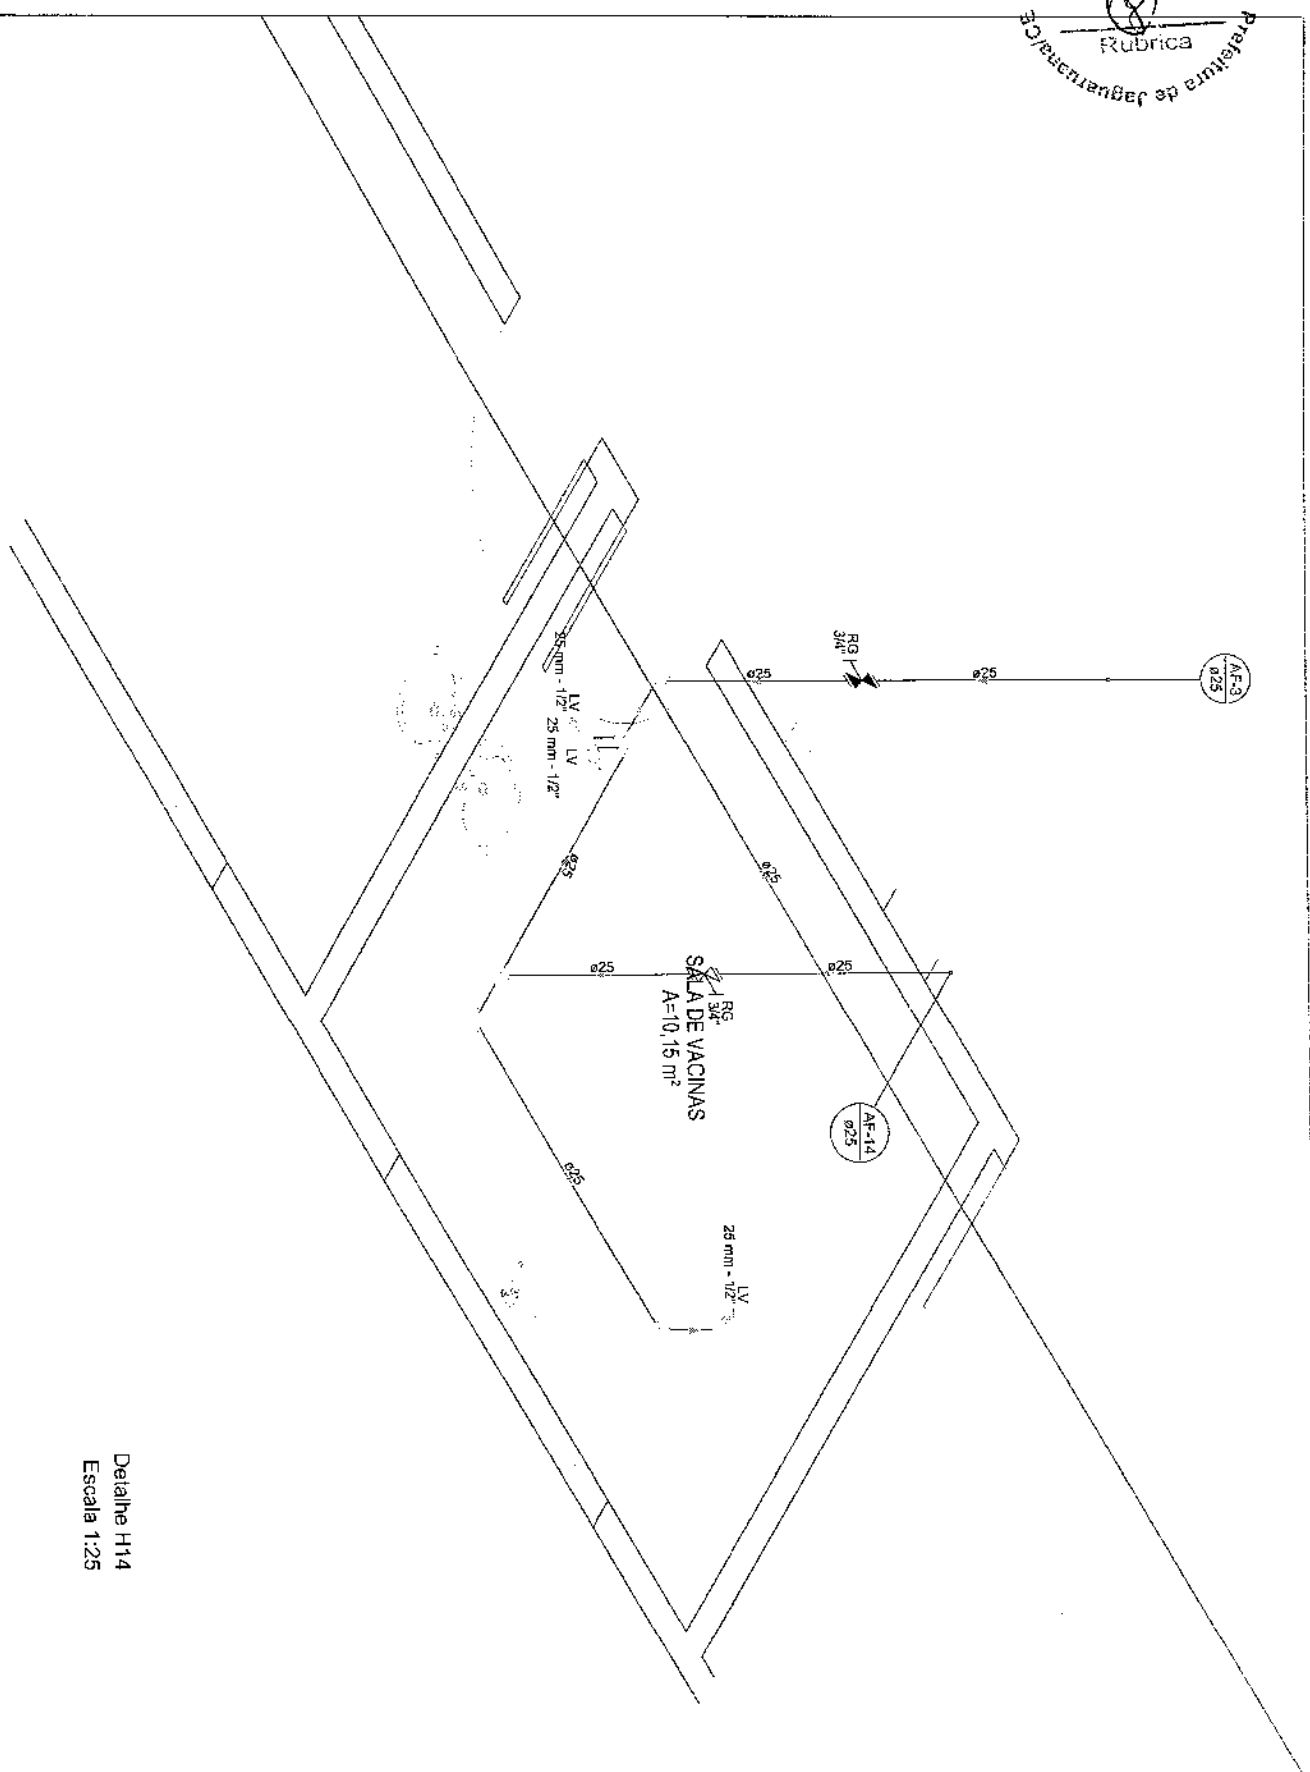 Rubrica
Prefeitura de Jaguaruana/CE
AF-3
ø25
ø25
RG
3/4"
ø25
LV
25 mm - 1/2"
LV
25 mm - 1/2"
ø25
ø25
ø25
ø25
RG
3/4"
SALA DE VACINAS
A=10,15 m²
AF-14
ø25
ø25
LV
25 mm - 1/2"
Detalhe H14
Escala 1:25